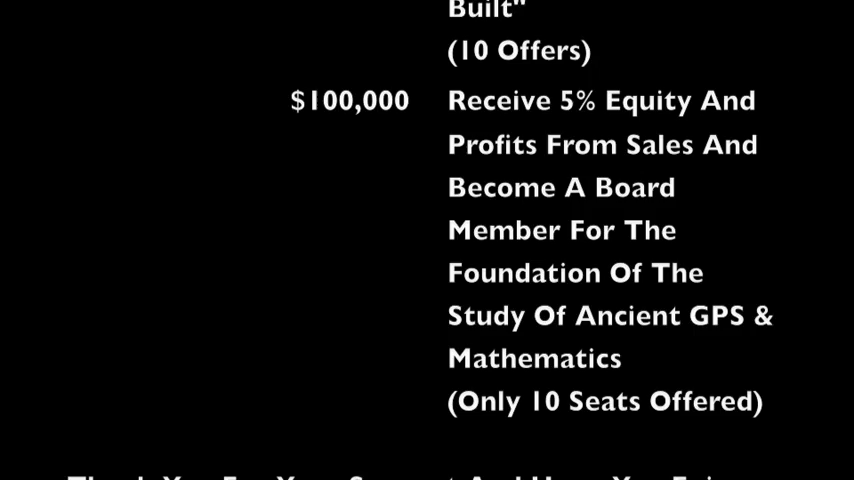 Built"
(10 Offers)
$100,000 Receive 5% Equity And
Profits From Sales And
Become A Board
Member For The
Foundation Of The
Study Of Ancient GPS &
Mathematics
(Only 10 Seats Offered)